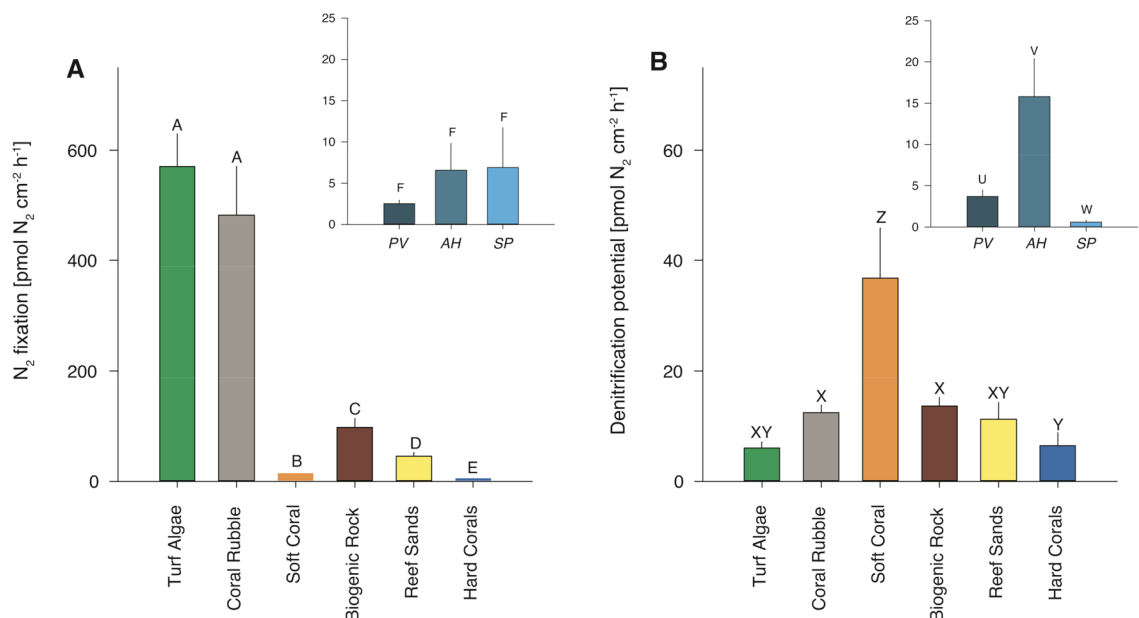 A
N₂ fixation [pmol N₂ cm⁻² h⁻¹]
600
400
200
0
A
A
B
C
D
E
Turf Algae
Coral Rubble
Soft Coral
Biogenic Rock
Reef Sands
Hard Corals
25
20
15
10
5
0
F
F
F
PV
AH
SP
B
Denitrification potential [pmol N₂ cm⁻² h⁻¹]
60
40
20
0
XY
X
Z
X
XY
Y
Turf Algae
Coral Rubble
Soft Coral
Biogenic Rock
Reef Sands
Hard Corals
25
20
15
10
5
0
U
V
W
PV
AH
SP